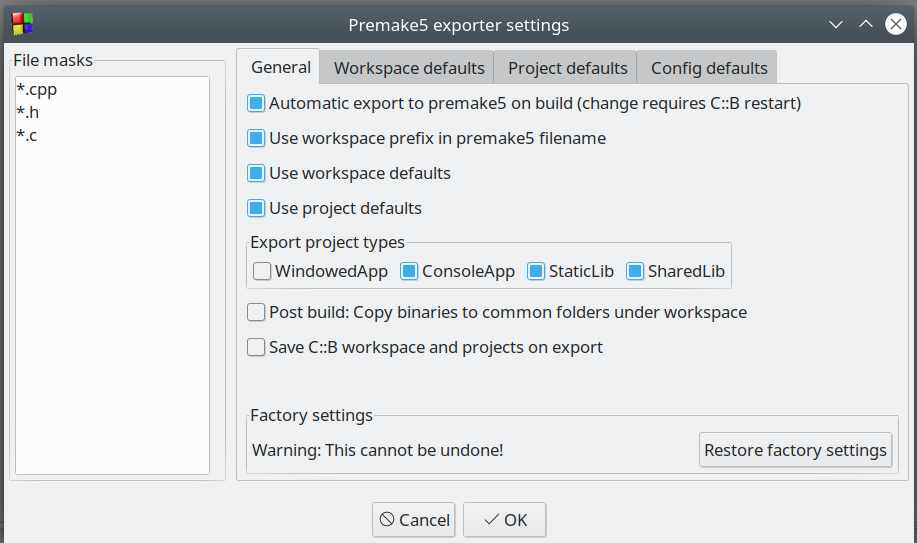 Premake5 exporter settings
File masks
*.cpp
*.h
*.c
General Workspace defaults Project defaults Config defaults
Automatic export to premake5 on build (change requires C::B restart)
Use workspace prefix in premake5 filename
Use workspace defaults
Use project defaults
Export project types
WindowedApp ConsoleApp StaticLib SharedLib
Post build: Copy binaries to common folders under workspace
Save C::B workspace and projects on export
Factory settings
Warning: This cannot be undone! Restore factory settings
Cancel OK